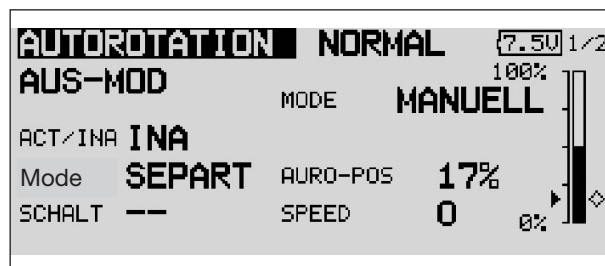 AUTOROTATION NORMAL 7.5V 1/2
AUS-MOD 100%
MODE MANUELL
ACT/INA INA
Mode SEPART AURO-POS 17%
SCHALT -- SPEED 0 0%